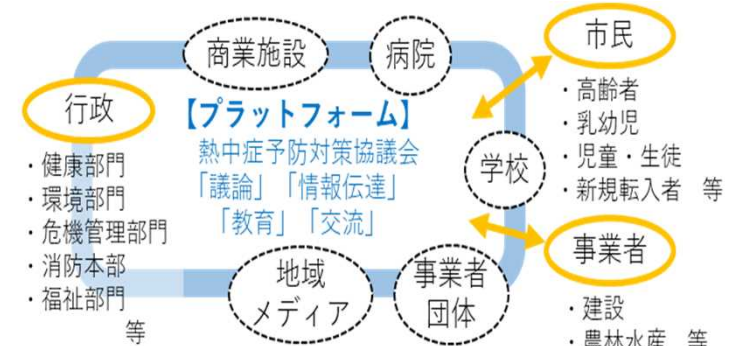 商業施設
病院
市民
・高齢者
・乳幼児
・児童・生徒
・新規転入者 等
行政
・健康部門
・環境部門
・危機管理部門
・消防本部
・福祉部門
等
【プラットフォーム】
熱中症予防対策協議会
「議論」「情報伝達」
「教育」「交流」
学校
事業者
・建設
・農林水産 等
地域
メディア
事業者
団体